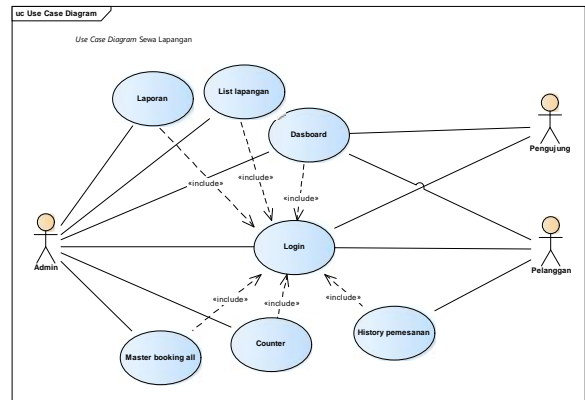 uc Use Case Diagram
Use Case Diagram Sewa Lapangan
Laporan
List lapangan
Dasboard
Pengujung
«include»
«include»
«include»
Admin
Login
Pelanggan
«include»
«include»
«include»
Master booking all
Counter
History pemesanan